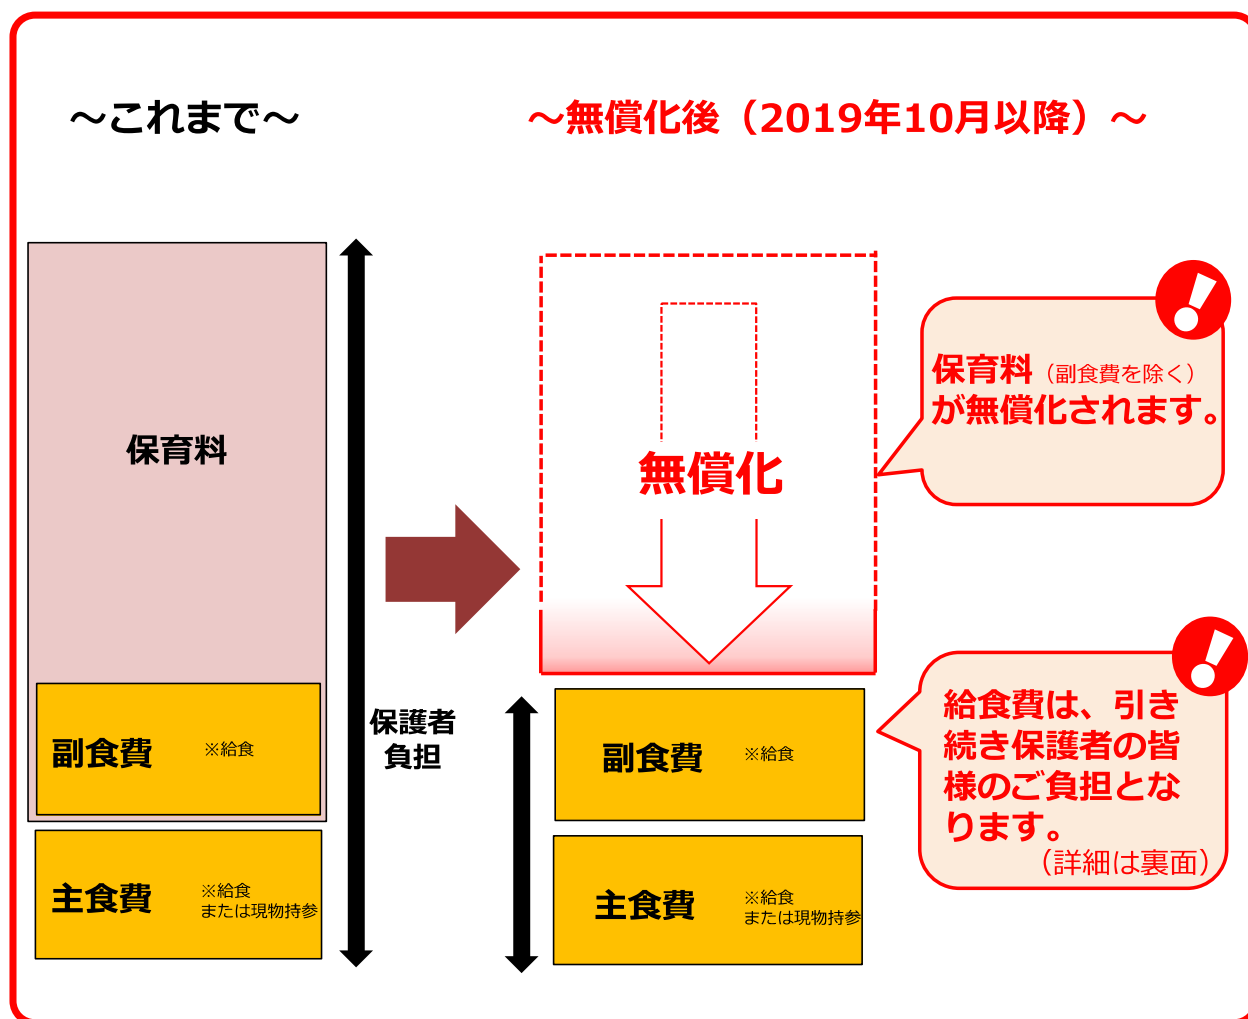 ～これまで～
～無償化後（2019年10月以降）～
保育料
副食費 ※給食
主食費 ※給食
または現物持参
保護者
負担
無償化
副食費 ※給食
主食費 ※給食
または現物持参
保育料（副食費を除く）
が無償化されます。
給食費は、引き
続き保護者の皆
様のご負担とな
ります。
（詳細は裏面）